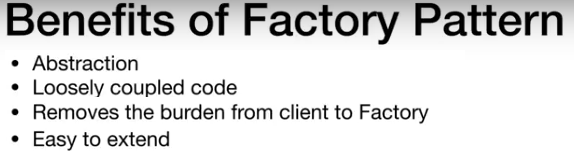 Benefits of Factory Pattern
• Abstraction
• Loosely coupled code
• Removes the burden from client to Factory
• Easy to extend